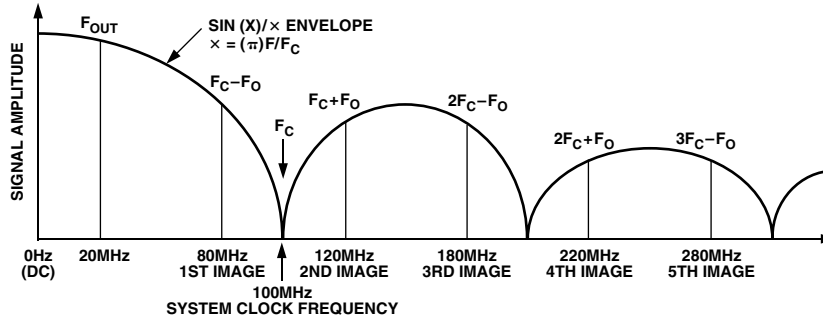 SIGNAL AMPLITUDE
F_OUT
SIN (X)/× ENVELOPE
× = (π)F/F_C
F_C–F_O
F_C
F_C+F_O
2F_C–F_O
2F_C+F_O
3F_C–F_O
0Hz
(DC)
20MHz
80MHz
1ST IMAGE
120MHz
2ND IMAGE
180MHz
3RD IMAGE
220MHz
4TH IMAGE
280MHz
5TH IMAGE
100MHz
SYSTEM CLOCK FREQUENCY